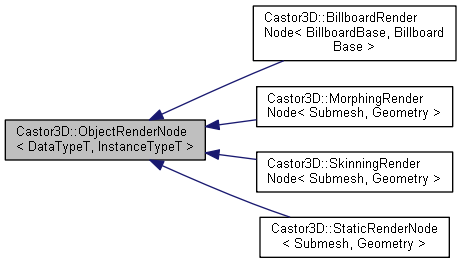 Castor3D::BillboardRender
Node< BillboardBase, Billboard
Base >
Castor3D::MorphingRender
Node< Submesh, Geometry >
Castor3D::ObjectRenderNode
< DataTypeT, InstanceTypeT >
Castor3D::SkinningRender
Node< Submesh, Geometry >
Castor3D::StaticRenderNode
< Submesh, Geometry >